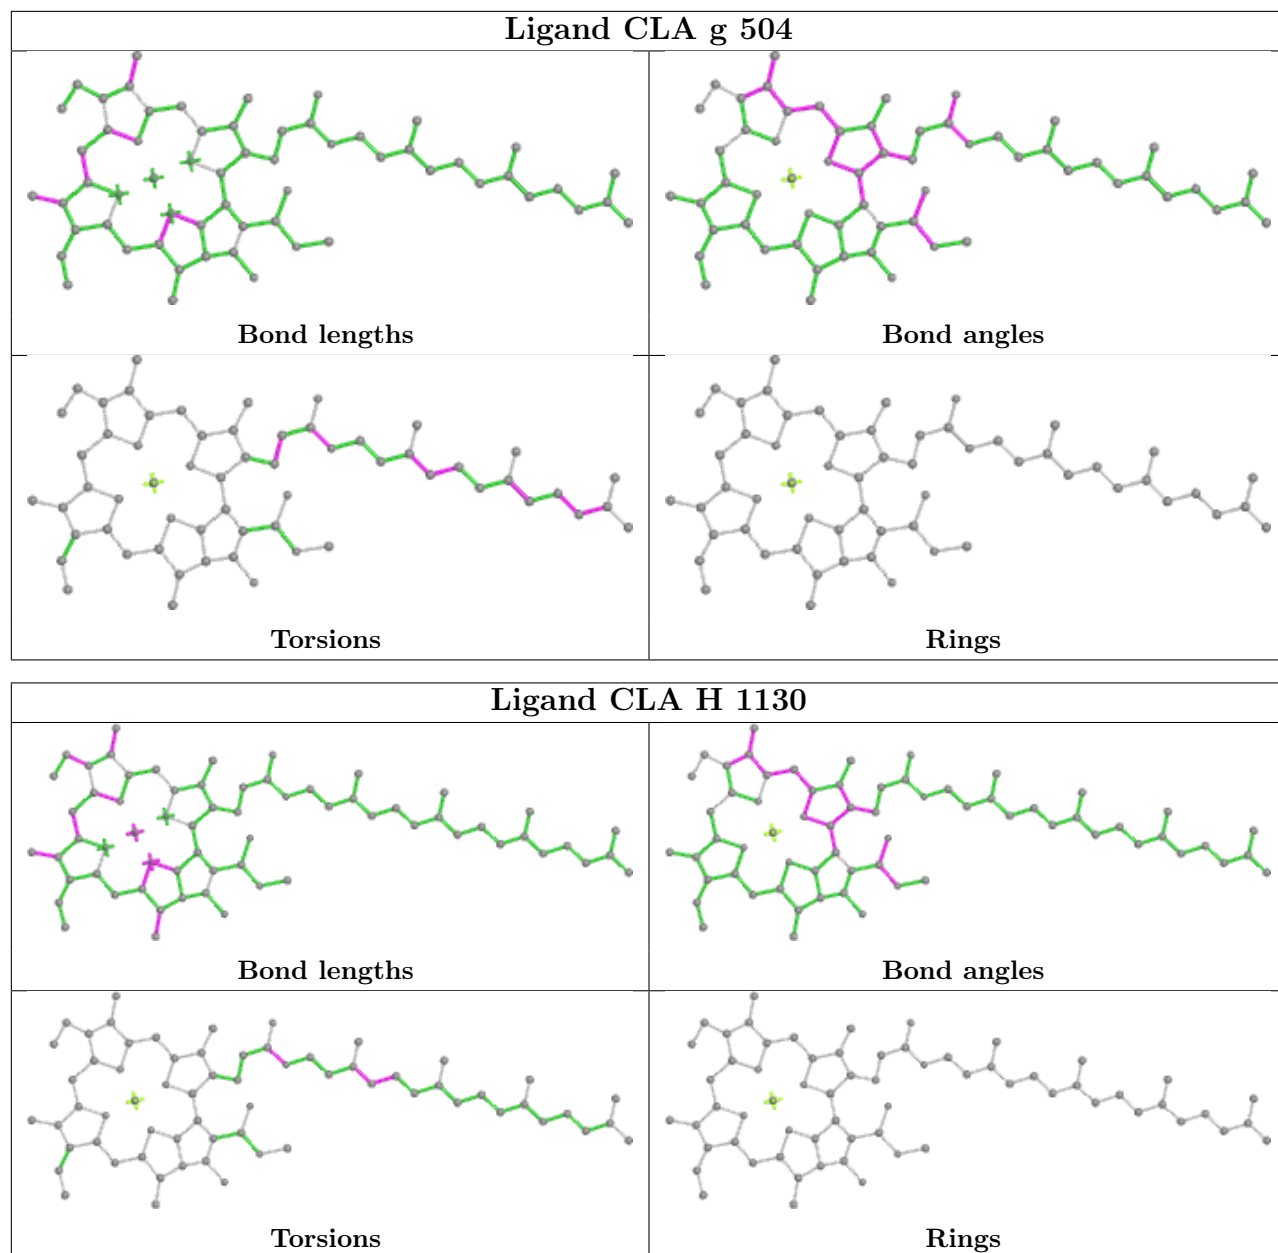 Ligand CLA g 504
Bond lengths
Bond angles
Torsions
Rings
Ligand CLA H 1130
Bond lengths
Bond angles
Torsions
Rings